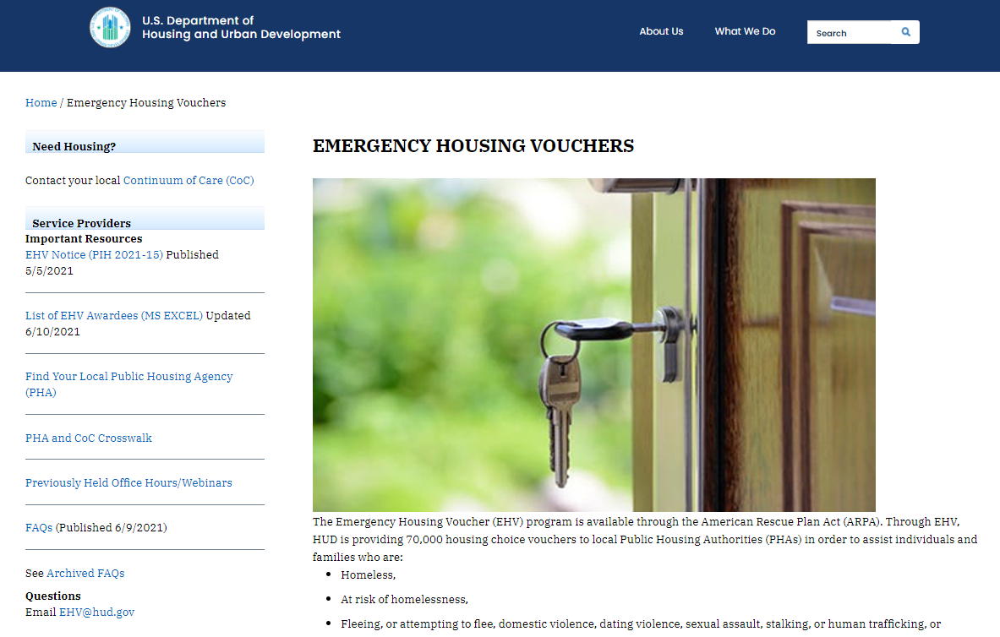 U.S. Department of
Housing and Urban Development
About Us
What We Do
Search
Home / Emergency Housing Vouchers
Need Housing?
Contact your local Continuum of Care (CoC)
Service Providers
Important Resources
EHV Notice (PIH 2021-15) Published
5/5/2021
List of EHV Awardees (MS EXCEL) Updated
6/10/2021
Find Your Local Public Housing Agency
(PHA)
PHA and CoC Crosswalk
Previously Held Office Hours/Webinars
FAQs (Published 6/9/2021)
See Archived FAQs
Questions
Email EHV@hud.gov
EMERGENCY HOUSING VOUCHERS
The Emergency Housing Voucher (EHV) program is available through the American Rescue Plan Act (ARPA). Through EHV,
HUD is providing 70,000 housing choice vouchers to local Public Housing Authorities (PHAs) in order to assist individuals and
families who are:
• Homeless,
• At risk of homelessness,
• Fleeing, or attempting to flee, domestic violence, dating violence, sexual assault, stalking, or human trafficking, or